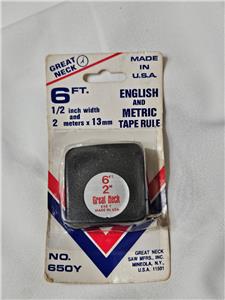 GREAT
NECK
MADE IN
U.S.A.
6 FT.
1/2 inch width
and
2 meters x 13mm
ENGLISH
AND
METRIC
TAPE RULE
6'
2"
Great Neck
MADE IN USA
NO.
650Y
GREAT NECK
SAW MFRS., INC.
MINEOLA, N.Y.,
U.S.A. 11501